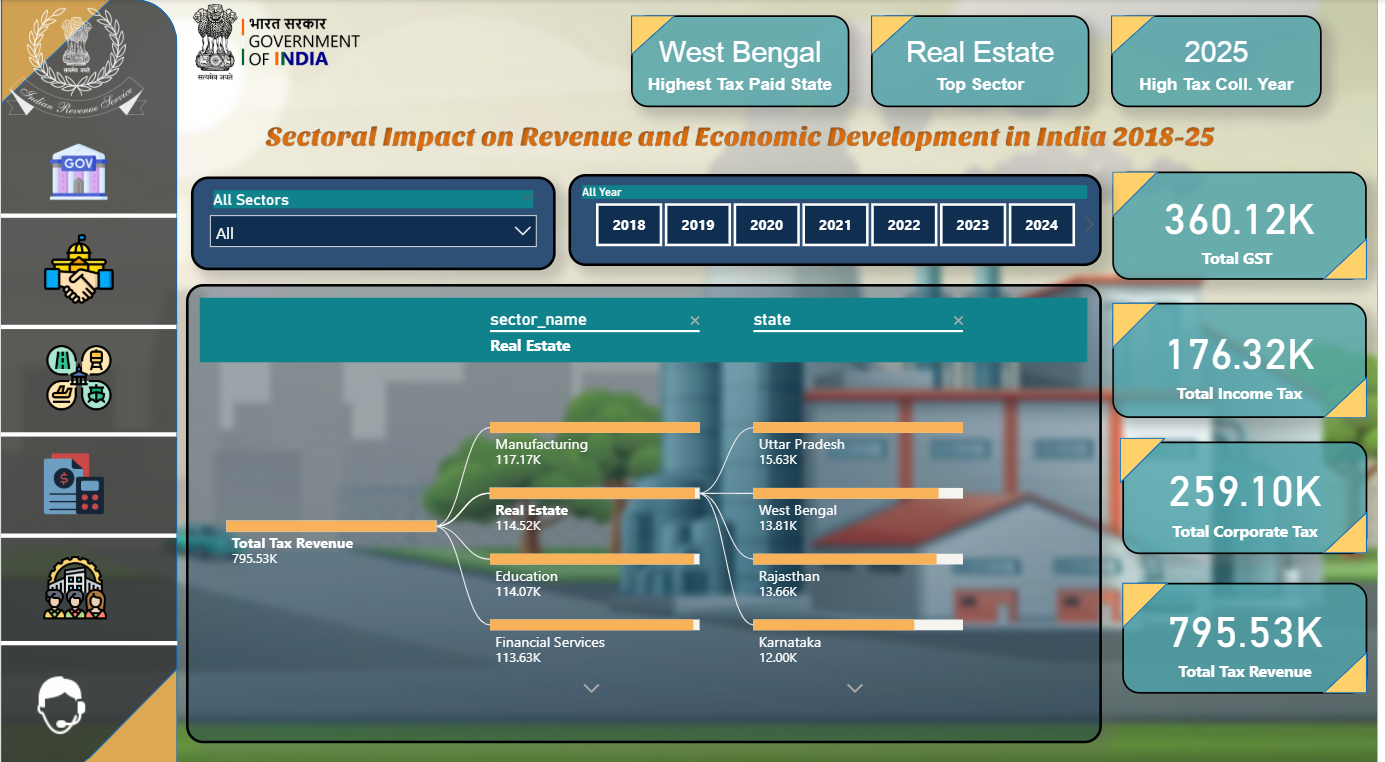 सत्यमेव जयते
Indian Revenue Service
भारत सरकार
GOVERNMENT
OF INDIA
सत्यमेव जयते
West Bengal
Highest Tax Paid State
Real Estate
Top Sector
2025
High Tax Coll. Year
Sectoral Impact on Revenue and Economic Development in India 2018-25
GOV
All Sectors
All
All Year
2018
2019
2020
2021
2022
2023
2024
360.12K
Total GST
176.32K
Total Income Tax
259.10K
Total Corporate Tax
795.53K
Total Tax Revenue
sector_name
Real Estate
state
Total Tax Revenue
795.53K
Manufacturing
117.17K
Real Estate
114.52K
Education
114.07K
Financial Services
113.63K
Uttar Pradesh
15.63K
West Bengal
13.81K
Rajasthan
13.66K
Karnataka
12.00K